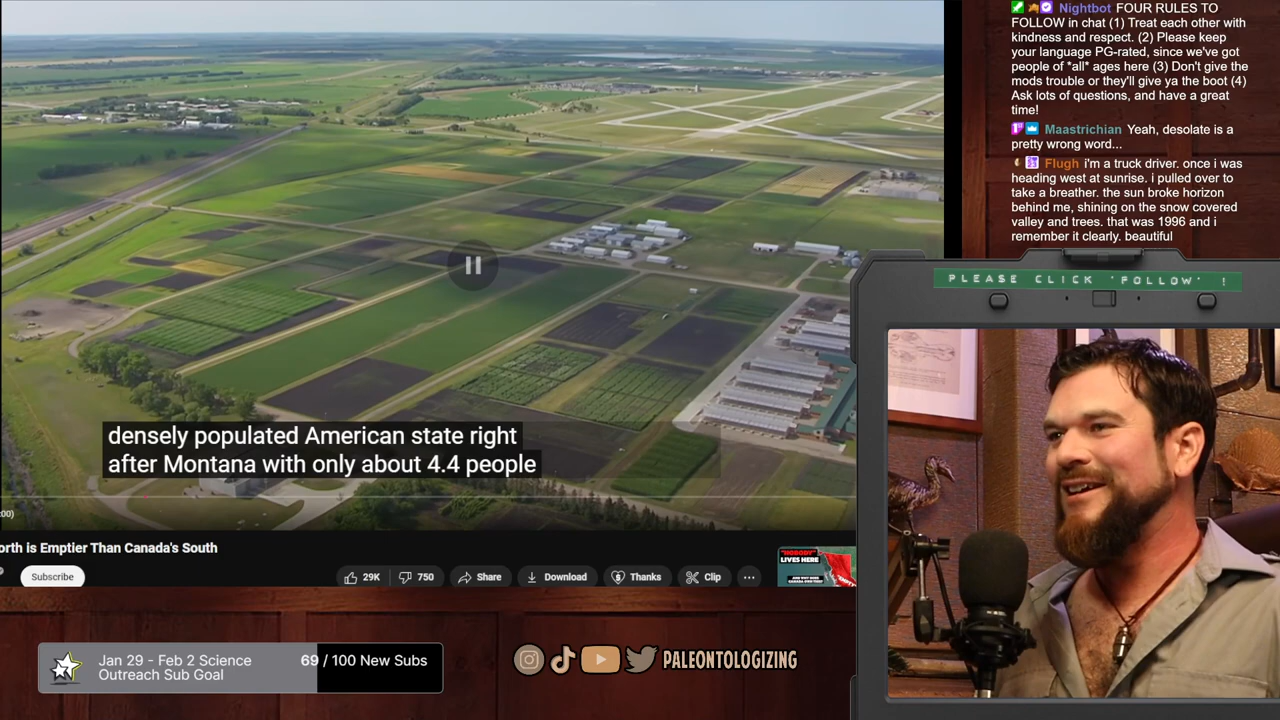 Nightbot FOUR RULES TO
FOLLOW in chat (1) Treat each other with
kindness and respect. (2) Please keep
your language PG-rated, since we've got
people of *all* ages here (3) Don't give the
mods trouble or they'll give ya the boot (4)
Ask lots of questions, and have a great
time!
Maastrichian Yeah, desolate is a
pretty wrong word...
Flugh i'm a truck driver. once i was
heading west at sunrise. i pulled over to
take a breather. the sun broke horizon
behind me, shining on the snow covered
valley and trees. that was 1996 and i
remember it clearly. beautiful
PLEASE CLICK "FOLLOW" !
densely populated American state right
after Montana with only about 4.4 people
:00)
orth is Emptier Than Canada's South
Subscribe
29K
750
Share
Download
Thanks
Clip
"NOBODY"
LIVES HERE
Jan 29 - Feb 2 Science
Outreach Sub Goal
69 / 100 New Subs
PALEONTOLOGIZING